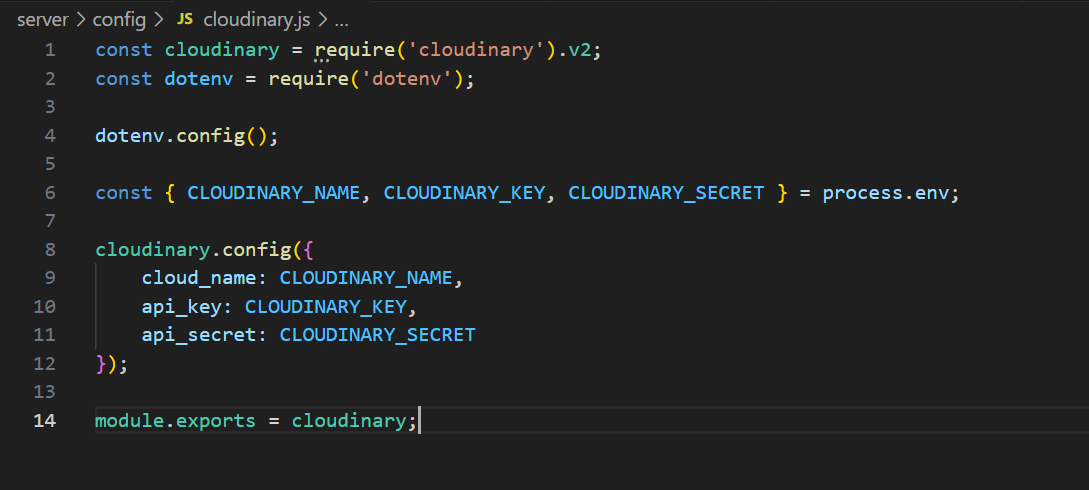 server > config > JS cloudinary.js > ...
1 const cloudinary = require('cloudinary').v2;
2 const dotenv = require('dotenv');
3
4 dotenv.config();
5
6 const { CLOUDINARY_NAME, CLOUDINARY_KEY, CLOUDINARY_SECRET } = process.env;
7
8 cloudinary.config({
9     cloud_name: CLOUDINARY_NAME,
10     api_key: CLOUDINARY_KEY,
11     api_secret: CLOUDINARY_SECRET
12 });
13
14 module.exports = cloudinary;